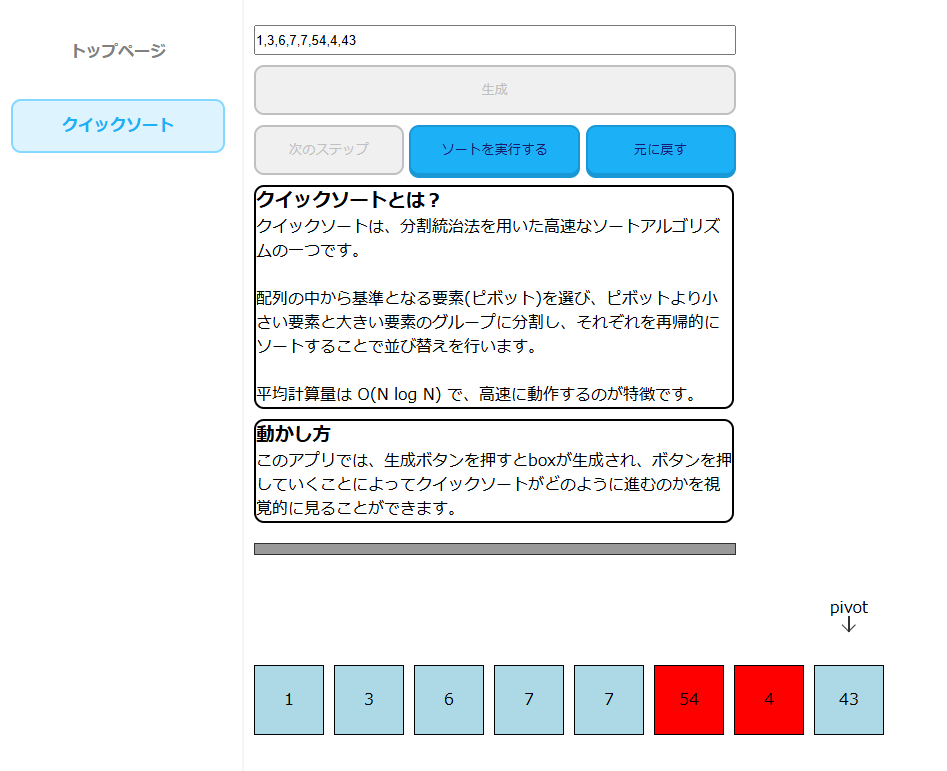 トップページ
クイックソート
1,3,6,7,7,54,4,43
生成
次のステップ
ソートを実行する
元に戻す
クイックソートとは？
クイックソートは、分割統治法を用いた高速なソートアルゴリズ
ムの一つです。
配列の中から基準となる要素(ピボット)を選び、ピボットより小
さい要素と大きい要素のグループに分割し、それぞれを再帰的に
ソートすることで並び替えを行います。
平均計算量は O(N log N) で、高速に動作するのが特徴です。
動かし方
このアプリでは、生成ボタンを押すとboxが生成され、ボタンを押
していくことによってクイックソートがどのように進むのかを視
覚的に見ることができます。
pivot
↓
1 3 6 7 7 54 4 43